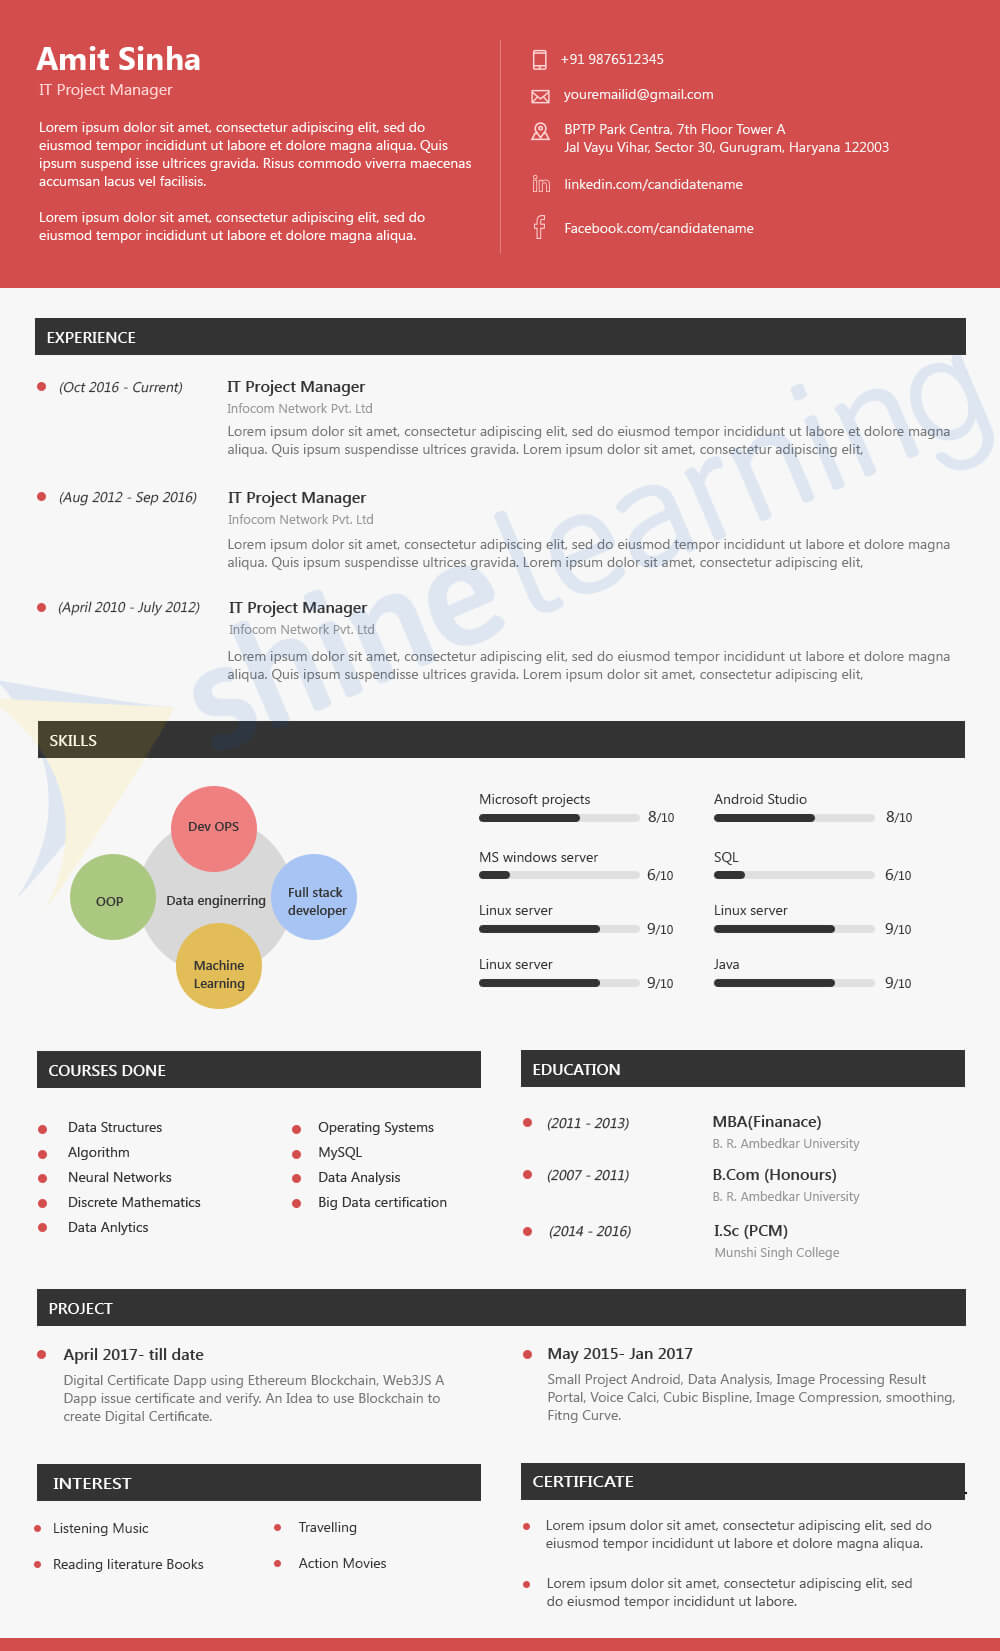 Amit Sinha
IT Project Manager
Lorem ipsum dolor sit amet, consectetur adipiscing elit, sed do
eiusmod tempor incididunt ut labore et dolore magna aliqua. Quis
ipsum suspend isse ultrices gravida. Risus commodo viverra maecenas
accumsan lacus vel facilisis.
Lorem ipsum dolor sit amet, consectetur adipiscing elit, sed do
eiusmod tempor incididunt ut labore et dolore magna aliqua.
+91 9876512345
youremailid@gmail.com
BPTP Park Centra, 7th Floor Tower A
Jal Vayu Vihar, Sector 30, Gurugram, Haryana 122003
linkedin.com/candidatename
Facebook.com/candidatename
EXPERIENCE
(Oct 2016 - Current)
IT Project Manager
Infocom Network Pvt. Ltd
Lorem ipsum dolor sit amet, consectetur adipiscing elit, sed do eiusmod tempor incididunt ut labore et dolore magna
aliqua. Quis ipsum suspendisse ultrices gravida. Lorem ipsum dolor sit amet, consectetur adipiscing elit,
(Aug 2012 - Sep 2016)
IT Project Manager
Infocom Network Pvt. Ltd
Lorem ipsum dolor sit amet, consectetur adipiscing elit, sed do eiusmod tempor incididunt ut labore et dolore magna
aliqua. Quis ipsum suspendisse ultrices gravida. Lorem ipsum dolor sit amet, consectetur adipiscing elit,
(April 2010 - July 2012)
IT Project Manager
Infocom Network Pvt. Ltd
Lorem ipsum dolor sit amet, consectetur adipiscing elit, sed do eiusmod tempor incididunt ut labore et dolore magna
aliqua. Quis ipsum suspendisse ultrices gravida. Lorem ipsum dolor sit amet, consectetur adipiscing elit,
shine learning
SKILLS
Dev OPS
OOP
Data enginerring
Full stack
developer
Machine
Learning
Microsoft projects
8/10
Android Studio
8/10
MS windows server
6/10
SQL
6/10
Linux server
9/10
Linux server
9/10
Linux server
9/10
Java
9/10
COURSES DONE
Data Structures
Algorithm
Neural Networks
Discrete Mathematics
Data Anlytics
Operating Systems
MySQL
Data Analysis
Big Data certification
EDUCATION
(2011 - 2013)
MBA(Finanace)
B. R. Ambedkar University
(2007 - 2011)
B.Com (Honours)
B. R. Ambedkar University
(2014 - 2016)
I.Sc (PCM)
Munshi Singh College
PROJECT
April 2017- till date
Digital Certificate Dapp using Ethereum Blockchain, Web3JS A
Dapp issue certificate and verify. An Idea to use Blockchain to
create Digital Certificate.
May 2015- Jan 2017
Small Project Android, Data Analysis, Image Processing Result
Portal, Voice Calci, Cubic Bispline, Image Compression, smoothing,
Fitng Curve.
INTEREST
Listening Music
Reading literature Books
Travelling
Action Movies
CERTIFICATE
Lorem ipsum dolor sit amet, consectetur adipiscing elit, sed do
eiusmod tempor incididunt ut labore et dolore magna aliqua.
Lorem ipsum dolor sit amet, consectetur adipiscing elit, sed
do eiusmod tempor incididunt ut labore.